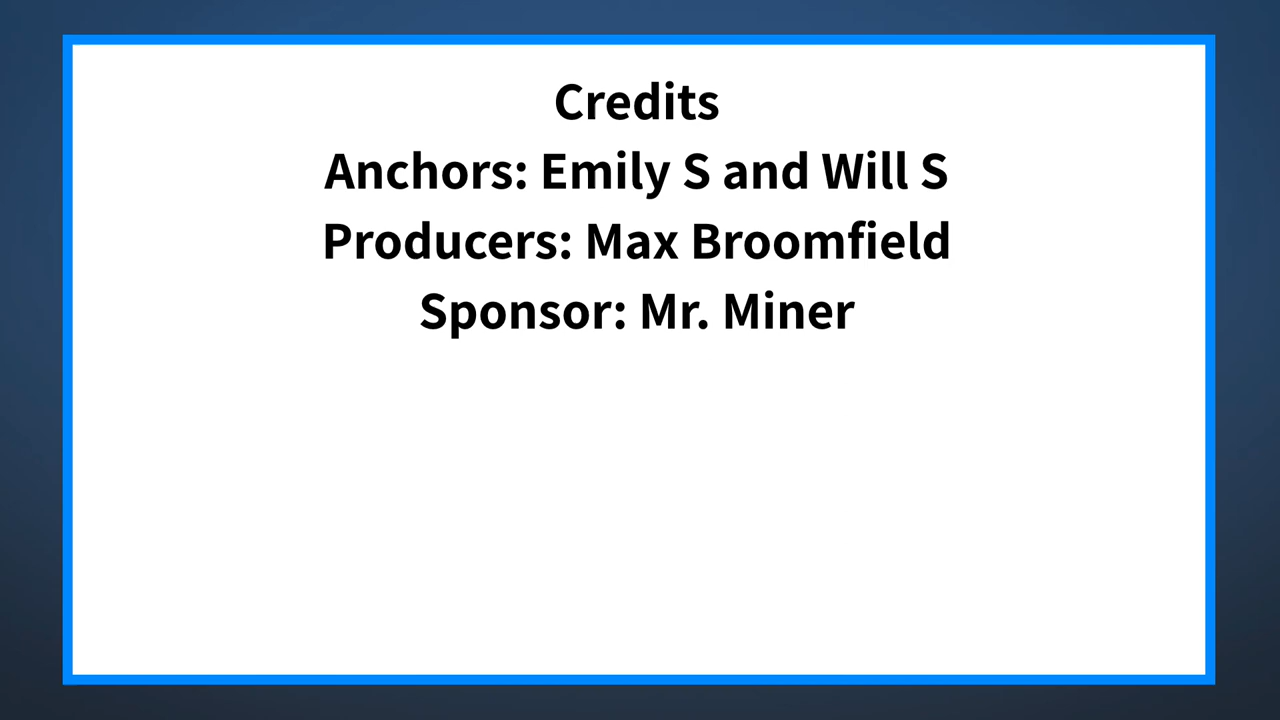 Credits
Anchors: Emily S and Will S
Producers: Max Broomfield
Sponsor: Mr. Miner